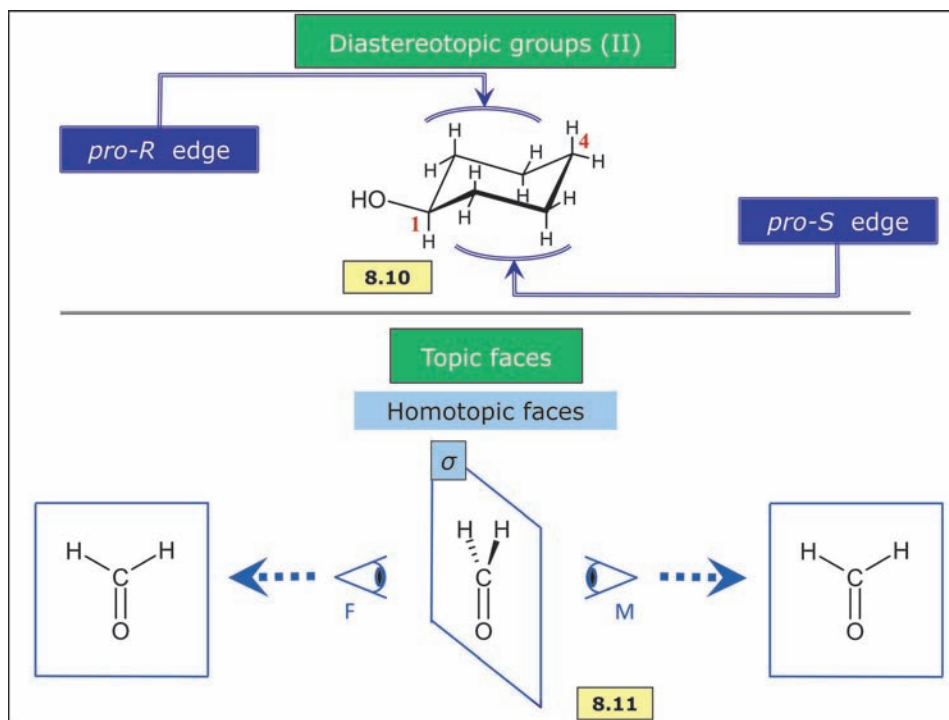 Diastereotopic groups (II)
pro-R edge
H
H
H
4
H
H
H
H
H
HO
H
H
1
H
H
pro-S edge
8.10
Topic faces
Homotopic faces
σ
H
H
C
O
F
H
H
C
O
M
H
H
C
O
8.11